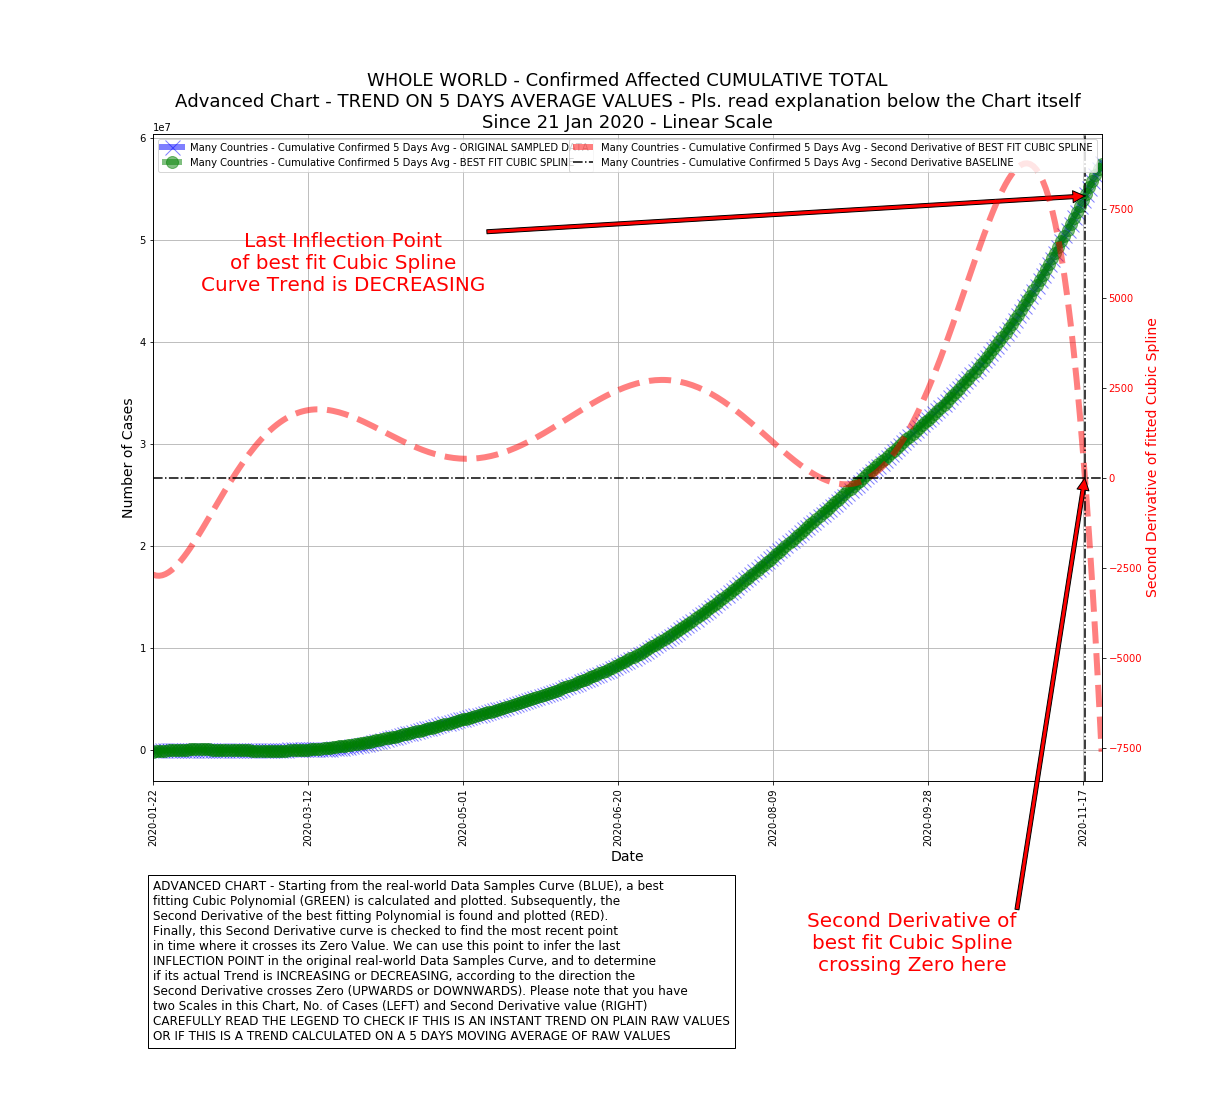 WHOLE WORLD - Confirmed Affected CUMULATIVE TOTAL
Advanced Chart - TREND ON 5 DAYS AVERAGE VALUES - Pls. read explanation below the Chart itself
Since 21 Jan 2020 - Linear Scale
1e7
Many Countries - Cumulative Confirmed 5 Days Avg - ORIGINAL SAMPLED DATA
Many Countries - Cumulative Confirmed 5 Days Avg - BEST FIT CUBIC SPLIN
Many Countries - Cumulative Confirmed 5 Days Avg - Second Derivative of BEST FIT CUBIC SPLINE
Many Countries - Cumulative Confirmed 5 Days Avg - Second Derivative BASELINE
Last Inflection Point
of best fit Cubic Spline
Curve Trend is DECREASING
6
5
4
3
2
1
0
Number of Cases
7500
5000
2500
0
−2500
−5000
−7500
Second Derivative of fitted Cubic Spline
2020-01-22
2020-03-12
2020-05-01
2020-06-20
2020-08-09
2020-09-28
2020-11-17
Date
ADVANCED CHART - Starting from the real-world Data Samples Curve (BLUE), a best
fitting Cubic Polynomial (GREEN) is calculated and plotted. Subsequently, the
Second Derivative of the best fitting Polynomial is found and plotted (RED).
Finally, this Second Derivative curve is checked to find the most recent point
in time where it crosses its Zero Value. We can use this point to infer the last
INFLECTION POINT in the original real-world Data Samples Curve, and to determine
if its actual Trend is INCREASING or DECREASING, according to the direction the
Second Derivative crosses Zero (UPWARDS or DOWNWARDS). Please note that you have
two Scales in this Chart, No. of Cases (LEFT) and Second Derivative value (RIGHT)
CAREFULLY READ THE LEGEND TO CHECK IF THIS IS AN INSTANT TREND ON PLAIN RAW VALUES
OR IF THIS IS A TREND CALCULATED ON A 5 DAYS MOVING AVERAGE OF RAW VALUES
Second Derivative of
best fit Cubic Spline
crossing Zero here